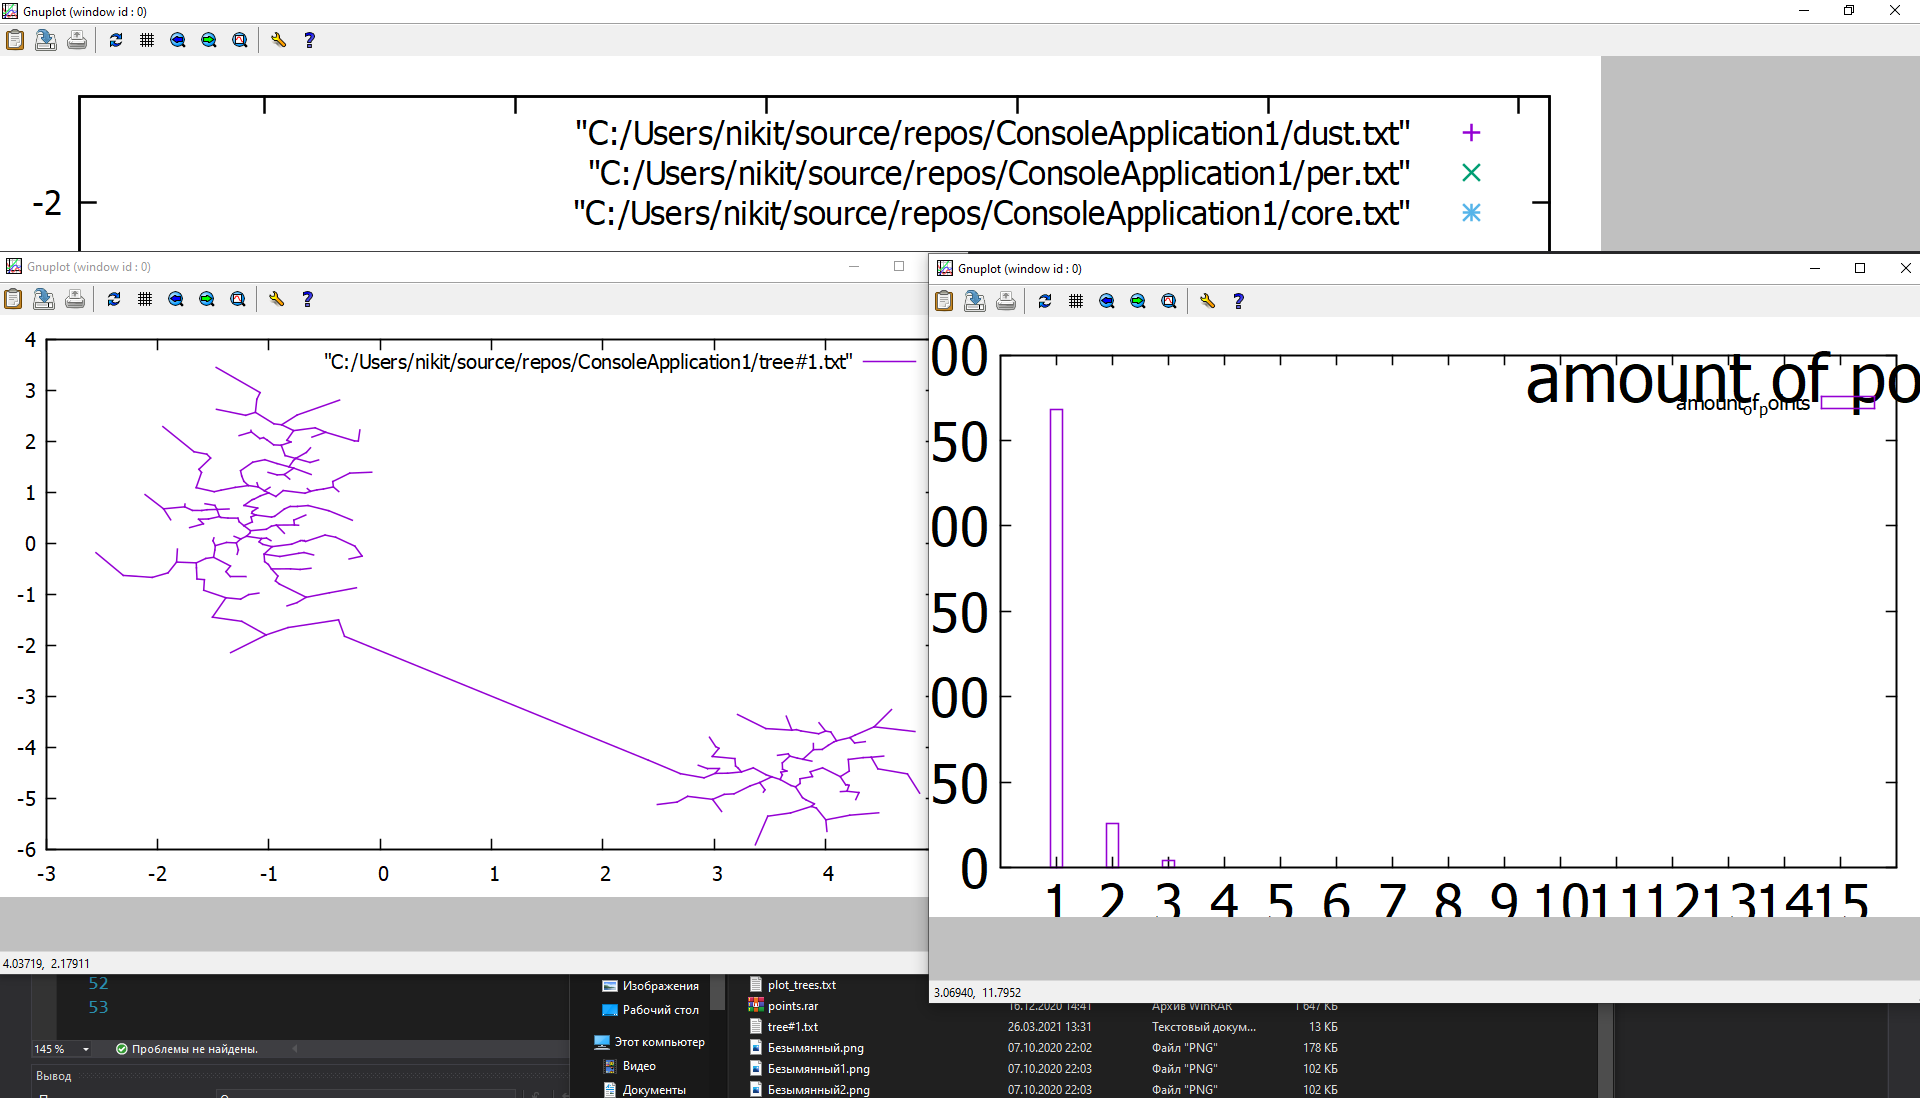 Gnuplot (window id : 0)
"C:/Users/nikit/source/repos/ConsoleApplication1/dust.txt"
"C:/Users/nikit/source/repos/ConsoleApplication1/per.txt"
"C:/Users/nikit/source/repos/ConsoleApplication1/core.txt"
-2
Gnuplot (window id : 0)
"C:/Users/nikit/source/repos/ConsoleApplication1/tree#1.txt"
4
3
2
1
0
-1
-2
-3
-4
-5
-6
-3 -2 -1 0 1 2 3 4
4.03719, 2.17911
Gnuplot (window id : 0)
amount of po
amountofpoints
00
50
00
50
00
50
0
1 2 3 4 5 6 7 8 9 10 11 12 13 14 15
3.06940, 11.7952
52
53
145 %
Проблемы не найдены.
Вывод
Изображения
Рабочий стол
Этот компьютер
Видео
Документы
plot_trees.txt
points.rar 16.12.2020 14:41 Архив WinRAR 1 647 КБ
tree#1.txt 26.03.2021 13:31 Текстовый докум... 13 КБ
Безымянный.png 07.10.2020 22:02 Файл "PNG" 178 КБ
Безымянный1.png 07.10.2020 22:03 Файл "PNG" 102 КБ
Безымянный2.png 07.10.2020 22:03 Файл "PNG" 102 КБ